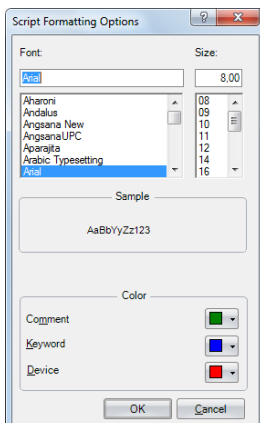 Script Formatting Options
Font:
Size:
Arial
8,00
Aharoni
Andalus
Angsana New
AngsanaUPC
Aparajita
Arabic Typesetting
Arial
08
09
10
11
12
14
16
Sample
AaBbYyZz123
Color
Comment
Keyword
Device
OK
Cancel